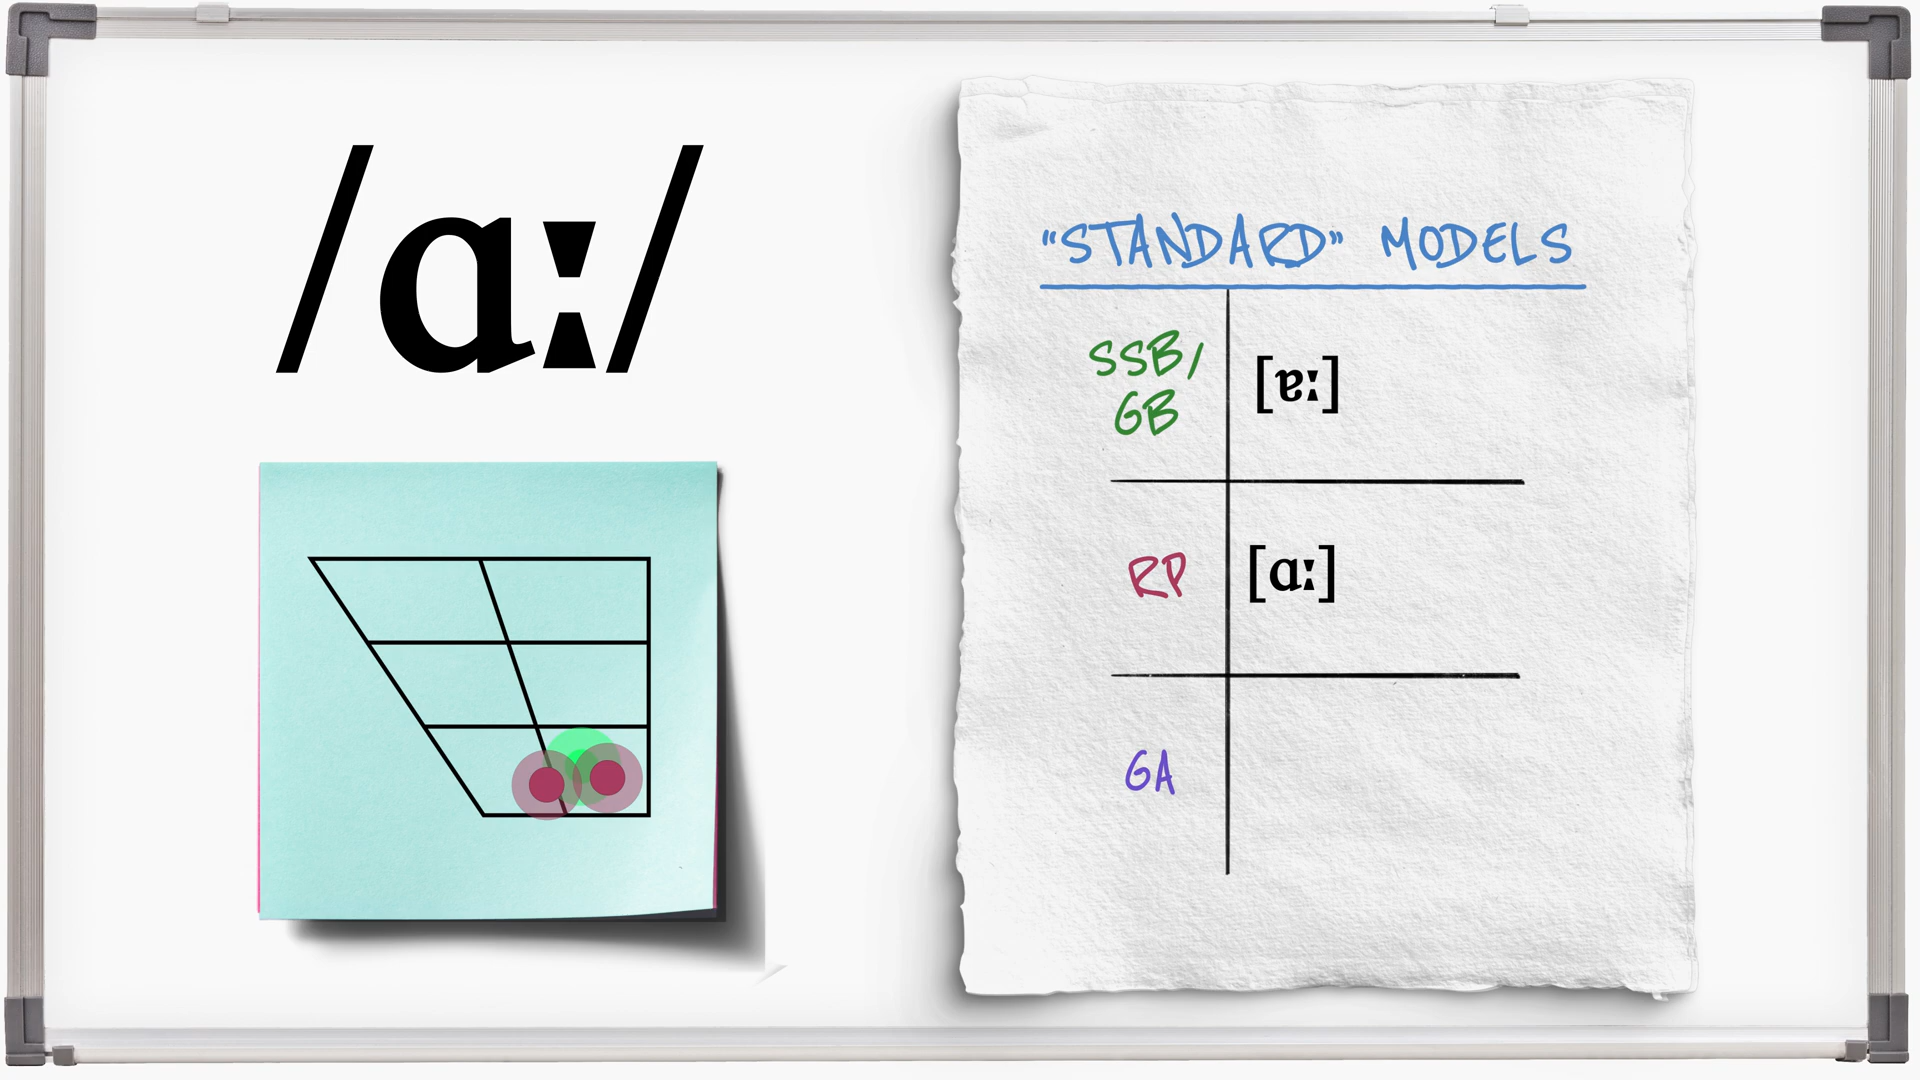 /ɑː/
"STANDARD" MODELS
SSB/
GB
[ɐː]
RP
[ɑː]
GA